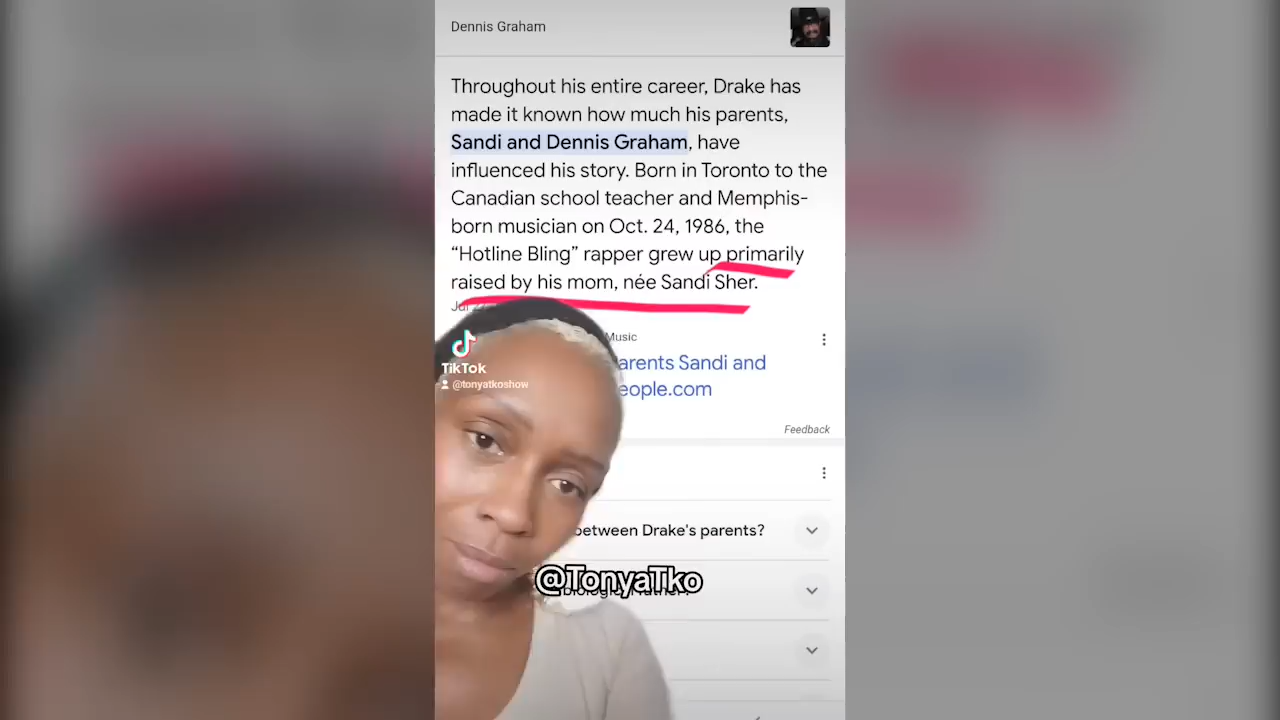 Dennis Graham
Throughout his entire career, Drake has
made it known how much his parents,
Sandi and Dennis Graham, have
influenced his story. Born in Toronto to the
Canadian school teacher and Memphis-
born musician on Oct. 24, 1986, the
“Hotline Bling” rapper grew up primarily
raised by his mom, née Sandi Sher.
Music
TikTok
@tonyatkoshow
arents Sandi and
eople.com
Feedback
between Drake's parents?
@TonyaTko